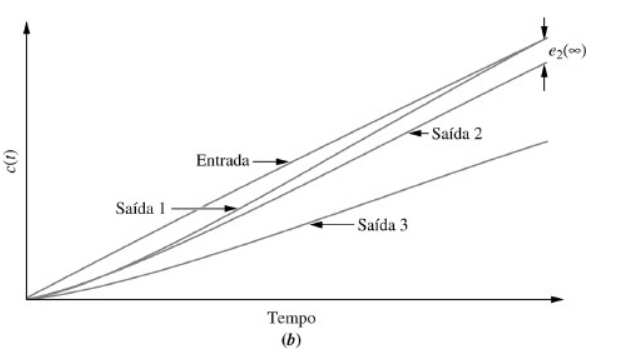 e₂(∞)
Saída 2
Entrada
c(t)
Saída 1
Saída 3
Tempo
(b)